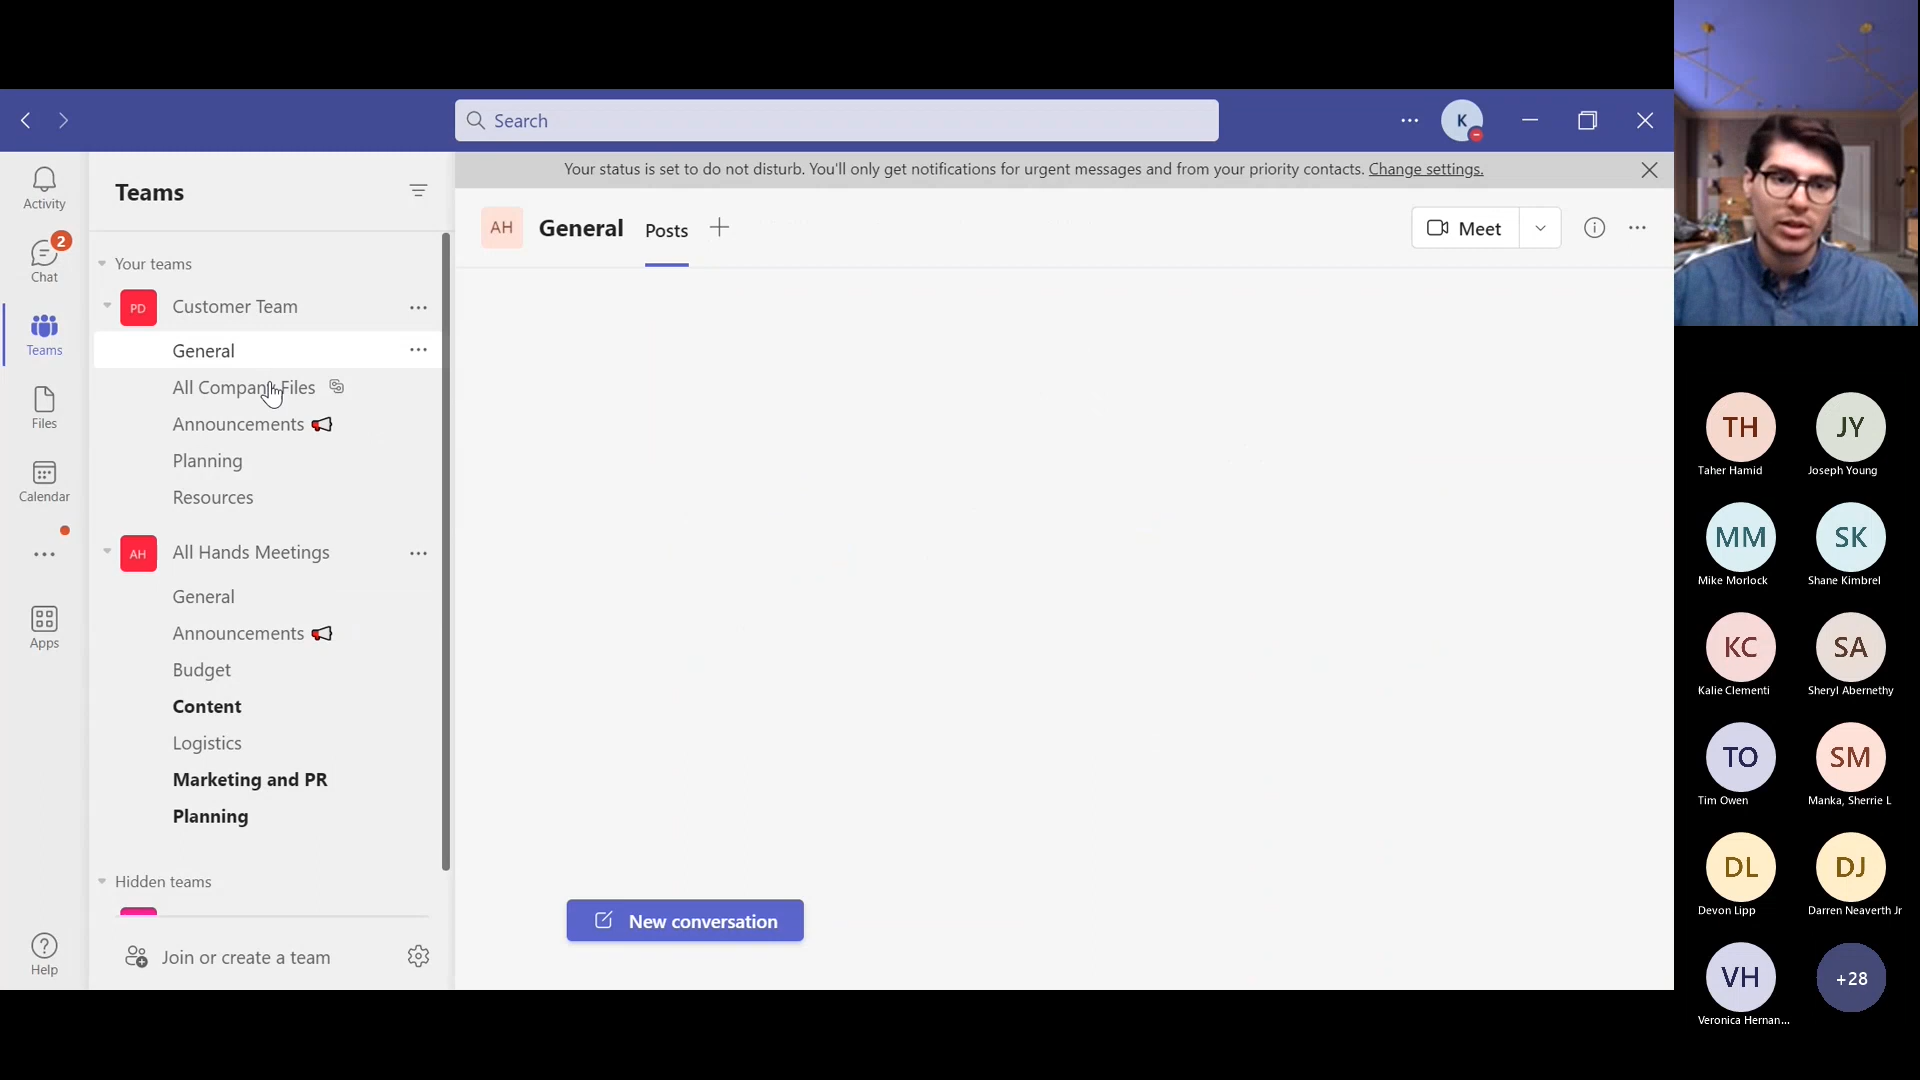 Search
K
Your status is set to do not disturb. You'll only get notifications for urgent messages and from your priority contacts. Change settings.
Activity
2
Chat
Teams
Files
Calendar
Apps
Help
Teams
Your teams
PD Customer Team
General
All Company Files
Announcements
Planning
Resources
AH All Hands Meetings
General
Announcements
Budget
Content
Logistics
Marketing and PR
Planning
Hidden teams
Join or create a team
AH General Posts
Meet
New conversation
TH
Taher Hamid
JY
Joseph Young
MM
Mike Morlock
SK
Shane Kimbrel
KC
Kalie Clementi
SA
Sheryl Abernethy
TO
Tim Owen
SM
Manka, Sherrie L
DL
Devon Lipp
DJ
Darren Neaverth Jr
VH
Veronica Hernan...
+28